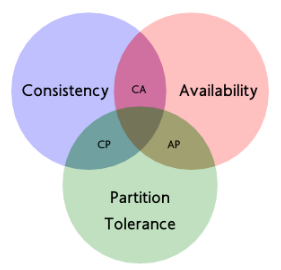 Consistency
CA
Availability
CP
AP
Partition
Tolerance